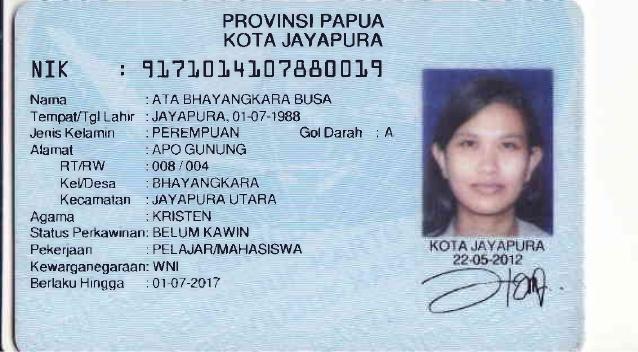 PROVINSI PAPUA
KOTA JAYAPURA
NIK : 9171014107880019
Nama : ATA BHAYANGKARA BUSA
Tempat/Tgl Lahir : JAYAPURA, 01-07-1988
Jenis Kelamin : PEREMPUAN Gol Darah : A
Alamat : APO GUNUNG
RT/RW : 008 / 004
Kel/Desa : BHAYANGKARA
Kecamatan : JAYAPURA UTARA
Agama : KRISTEN
Status Perkawinan: BELUM KAWIN
Pekerjaan : PELAJAR/MAHASISWA
Kewarganegaraan: WNI
Berlaku Hingga : 01-07-2017
KOTA JAYAPURA
22-05-2012